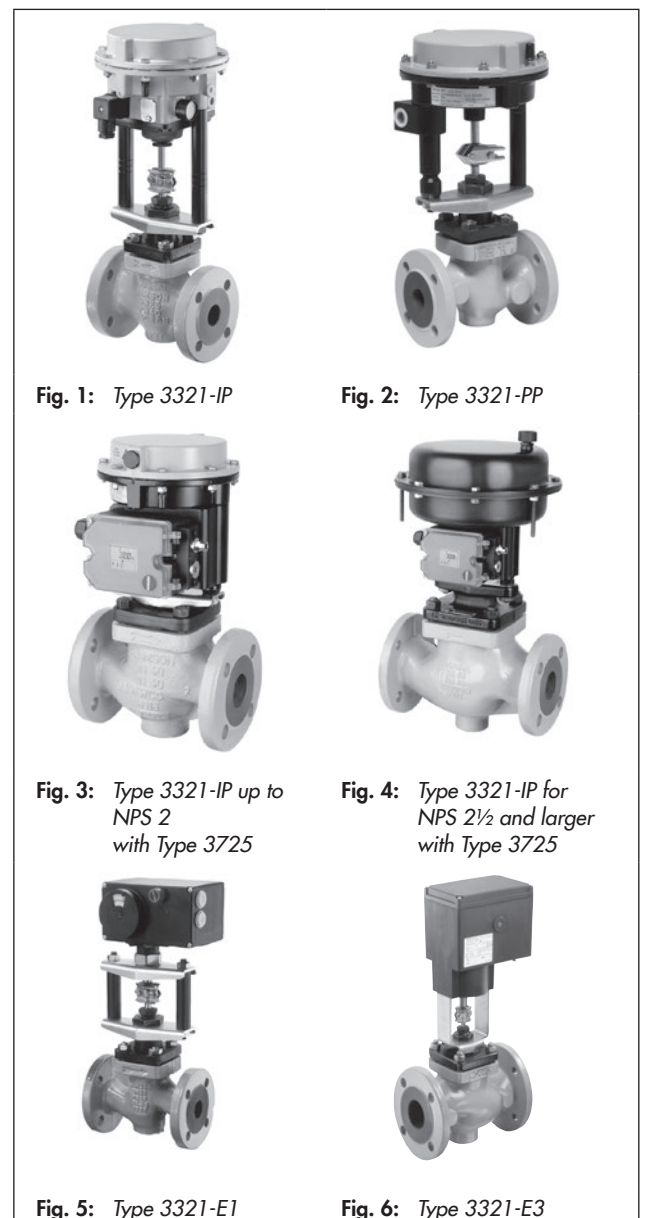 Fig. 1: Type 3321-IP
Fig. 2: Type 3321-PP
Fig. 3: Type 3321-IP up to
NPS 2
with Type 3725
Fig. 4: Type 3321-IP for
NPS 2½ and larger
with Type 3725
Fig. 5: Type 3321-E1
Fig. 6: Type 3321-E3